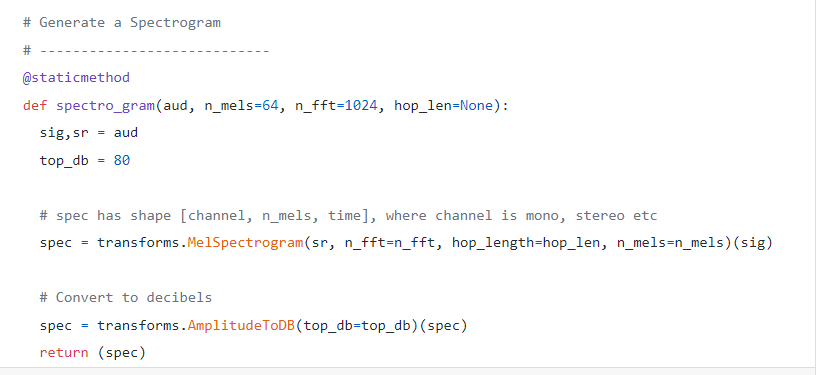 # Generate a Spectrogram
# ----------------------------
@staticmethod
def spectro_gram(aud, n_mels=64, n_fft=1024, hop_len=None):
  sig,sr = aud
  top_db = 80

  # spec has shape [channel, n_mels, time], where channel is mono, stereo etc
  spec = transforms.MelSpectrogram(sr, n_fft=n_fft, hop_length=hop_len, n_mels=n_mels)(sig)

  # Convert to decibels
  spec = transforms.AmplitudeToDB(top_db=top_db)(spec)
  return (spec)